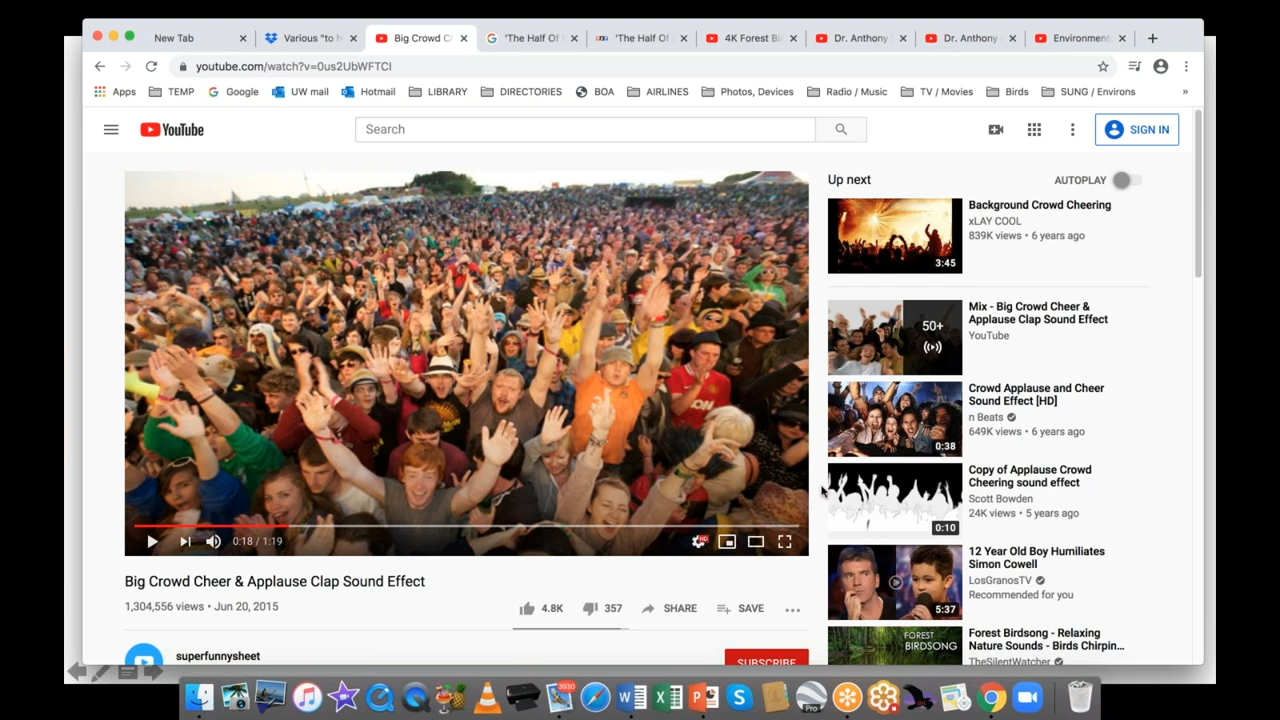 New Tab
Various "to h
Big Crowd C
'The Half Of
'The Half Of
4K Forest Bi
Dr. Anthony
Dr. Anthony
Environment
youtube.com/watch?v=0us2UbWFTCI
Apps
TEMP
Google
UW mail
Hotmail
LIBRARY
DIRECTORIES
BOA
AIRLINES
Photos, Devices
Radio / Music
TV / Movies
Birds
SUNG / Environs
»
YouTube
Search
SIGN IN
0:18 / 1:19
HD
Big Crowd Cheer & Applause Clap Sound Effect
1,304,556 views • Jun 20, 2015
4.8K
357
SHARE
SAVE
superfunnysheet
SUBSCRIBE
Up next
AUTOPLAY
3:45
Background Crowd Cheering
xLAY COOL
839K views • 6 years ago
50+
Mix - Big Crowd Cheer &
Applause Clap Sound Effect
YouTube
0:38
Crowd Applause and Cheer
Sound Effect [HD]
n Beats
649K views • 6 years ago
0:10
Copy of Applause Crowd
Cheering sound effect
Scott Bowden
24K views • 5 years ago
5:37
12 Year Old Boy Humiliates
Simon Cowell
LosGranosTV
Recommended for you
FOREST
BIRDSONG
Forest Birdsong - Relaxing
Nature Sounds - Birds Chirpin...
TheSilentWatcher
3930
Pro